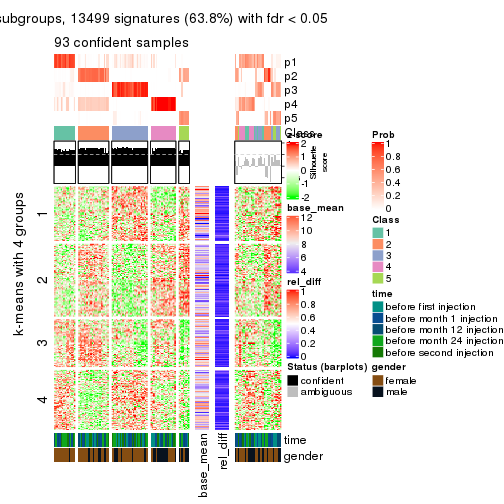 subgroups, 13499 signatures (63.8%) with fdr < 0.05
93 confident samples
p1
p2
p3
p4
p5
Class
k-means with 4 groups
1
2
3
4
time
gender
base_mean
rel_diff
z-score
2
1
0
-1
-2
Silhouette
score
base_mean
12
10
8
6
4
rel_diff
1
0.8
0.6
0.4
0.2
0
Status (barplots)
confident
ambiguous
Prob
1
0.8
0.6
0.4
0.2
0
Class
1
2
3
4
5
time
before first injection
before month 1 injection
before month 12 injection
before month 24 injection
before second injection
gender
female
male